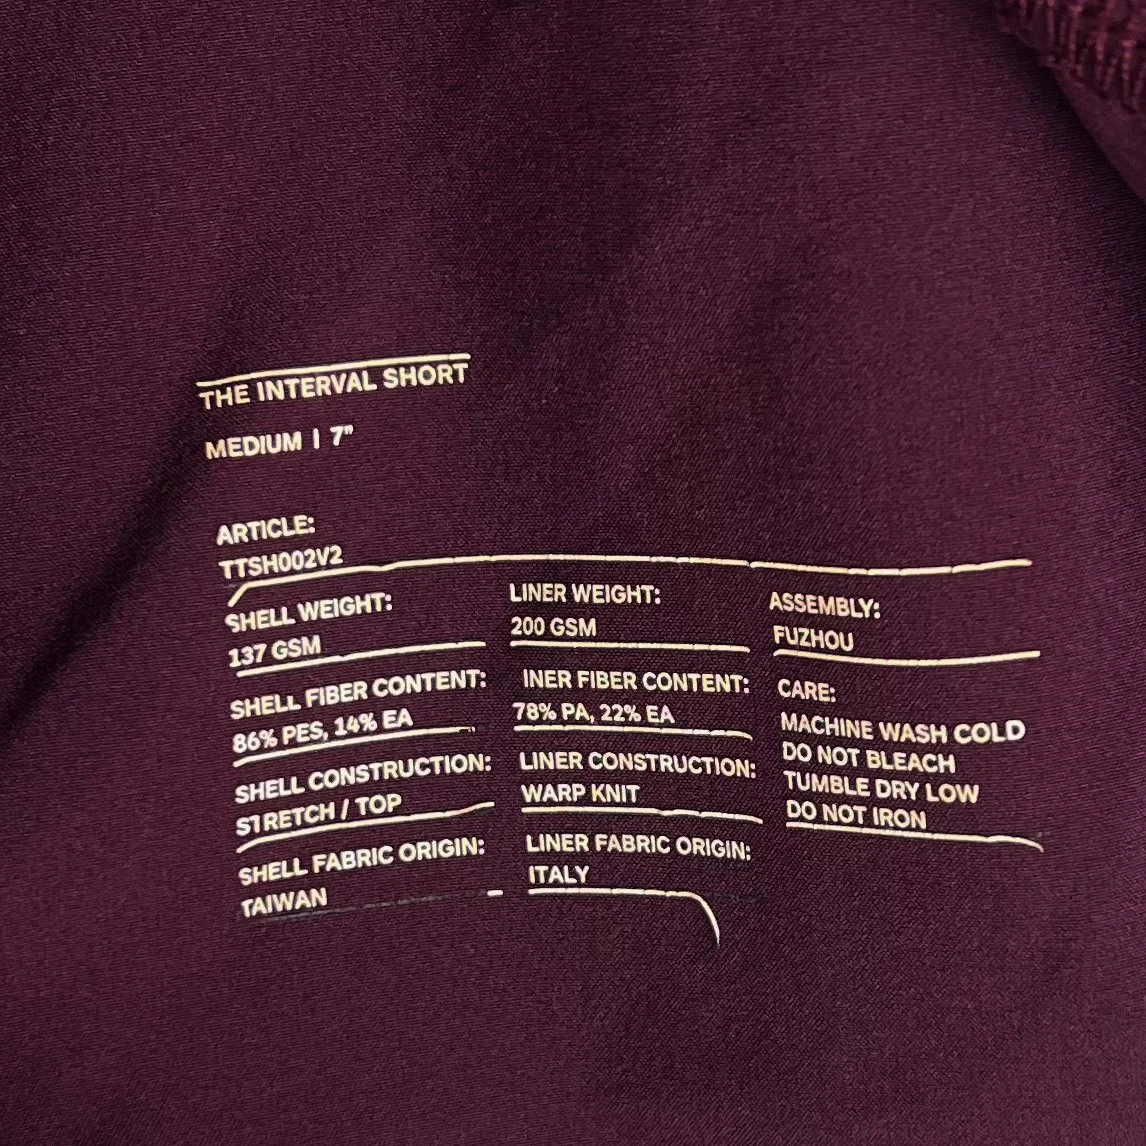 THE INTERVAL SHORT
MEDIUM | 7"
ARTICLE:
TTSH002V2
SHELL WEIGHT:
137 GSM
SHELL FIBER CONTENT:
86% PES, 14% EA
SHELL CONSTRUCTION:
STRETCH / TOP
SHELL FABRIC ORIGIN:
TAIWAN
LINER WEIGHT:
200 GSM
INER FIBER CONTENT:
78% PA, 22% EA
LINER CONSTRUCTION:
WARP KNIT
LINER FABRIC ORIGIN:
ITALY
ASSEMBLY:
FUZHOU
CARE:
MACHINE WASH COLD
DO NOT BLEACH
TUMBLE DRY LOW
DO NOT IRON